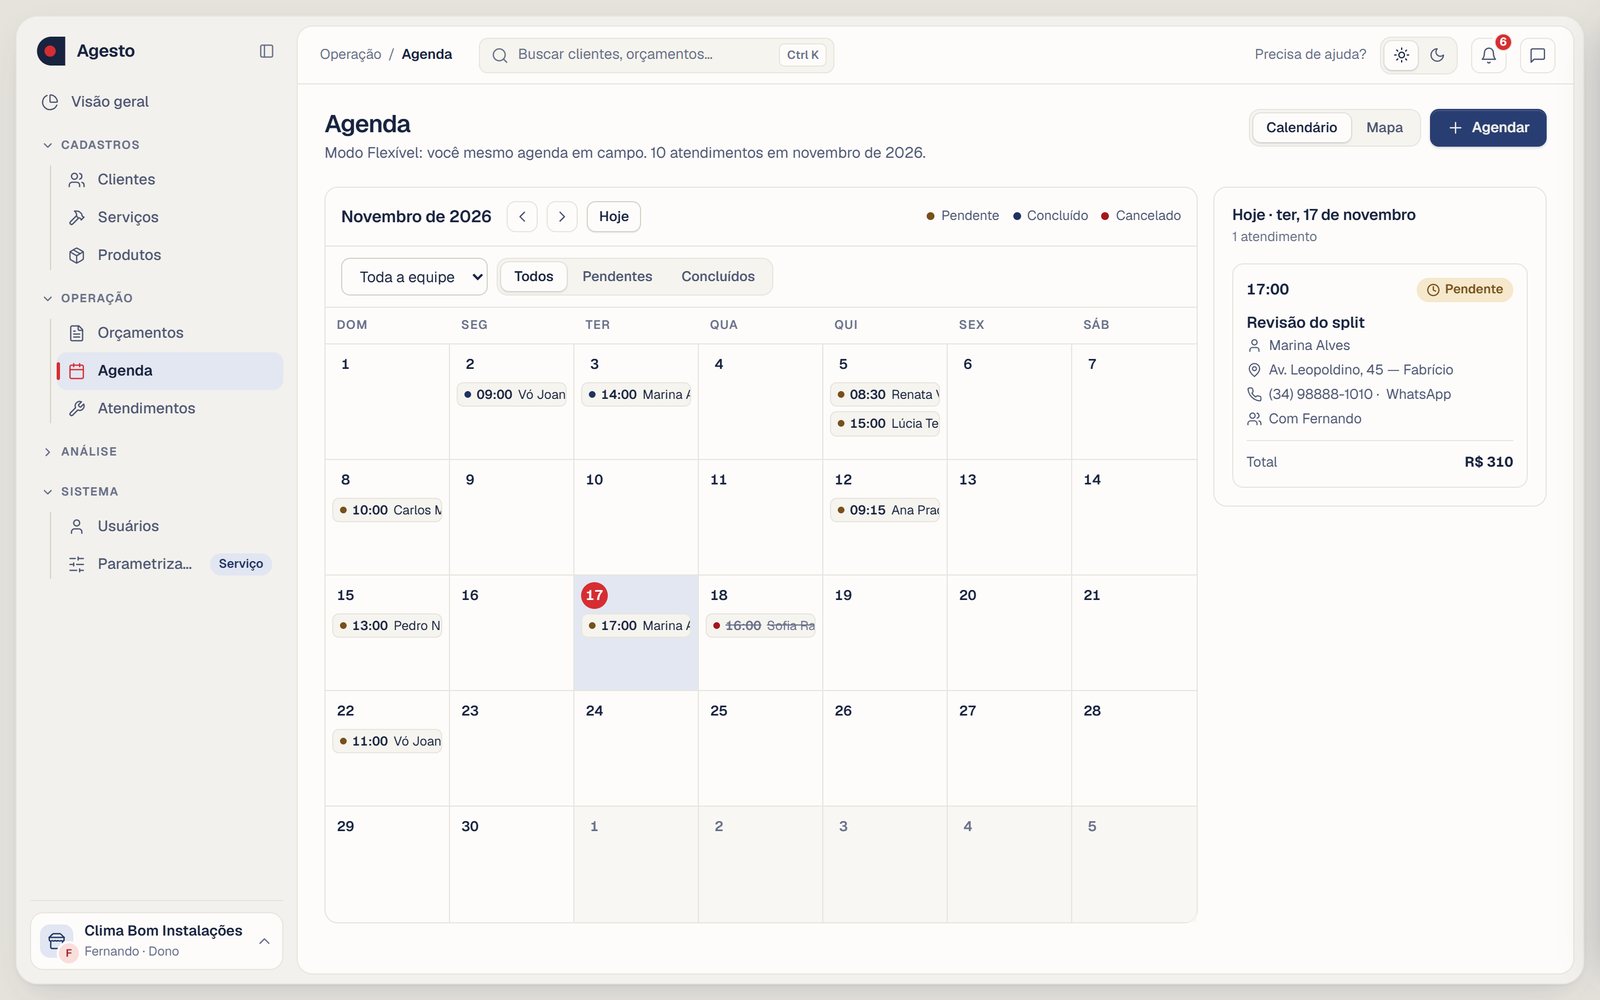 Agesto
Visão geral
CADASTROS
Clientes
Serviços
Produtos
OPERAÇÃO
Orçamentos
Agenda
Atendimentos
ANÁLISE
SISTEMA
Usuários
Parametriza... Serviço
Clima Bom Instalações
F Fernando · Dono
Operação / Agenda
Buscar clientes, orçamentos... Ctrl K
Precisa de ajuda? 6
Agenda
Modo Flexível: você mesmo agenda em campo. 10 atendimentos em novembro de 2026.
Calendário Mapa + Agendar
Novembro de 2026 Hoje
Pendente Concluído Cancelado
Toda a equipe Todos Pendentes Concluídos
DOM SEG TER QUA QUI SEX SÁB
1 2 3 4 5 6 7
09:00 Vó Joan 14:00 Marina 08:30 Renata
15:00 Lúcia Te
8 9 10 11 12 13 14
10:00 Carlos 09:15 Ana Pra
15 16 17 18 19 20 21
13:00 Pedro N 17:00 Marina 16:00 Sofia Ra
22 23 24 25 26 27 28
11:00 Vó Joan
29 30 1 2 3 4 5
Hoje · ter, 17 de novembro
1 atendimento
17:00 Pendente
Revisão do split
Marina Alves
Av. Leopoldino, 45 — Fabrício
(34) 98888-1010 · WhatsApp
Com Fernando
Total R$ 310